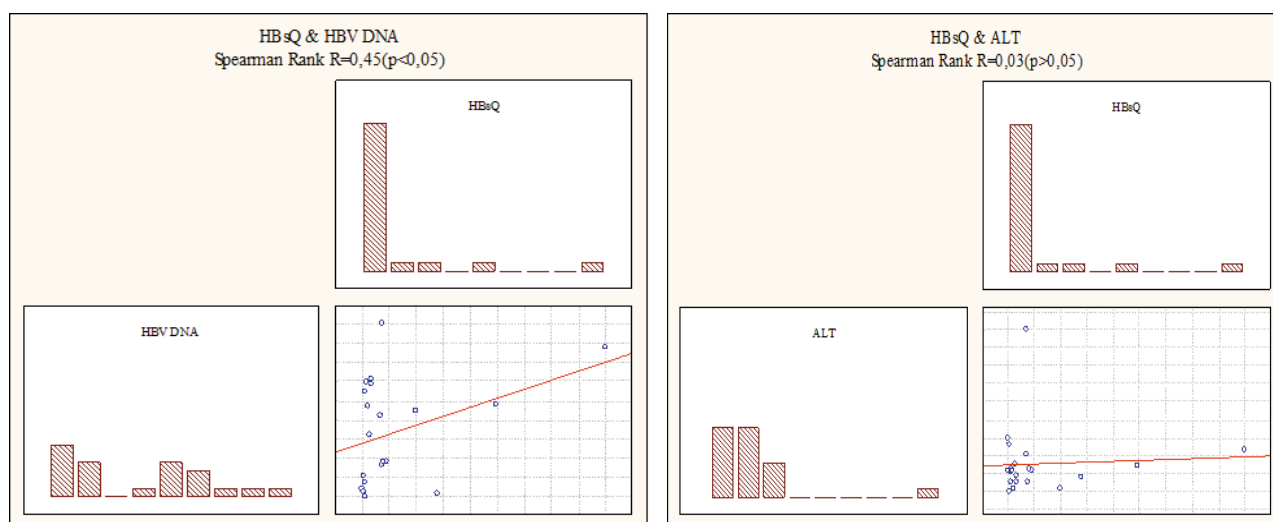 HBsQ & HBV DNA
Spearman Rank R=0,45(p<0,05)
HBsQ
HBV DNA
HBsQ & ALT
Spearman Rank R=0,03(p>0,05)
HBsQ
ALT